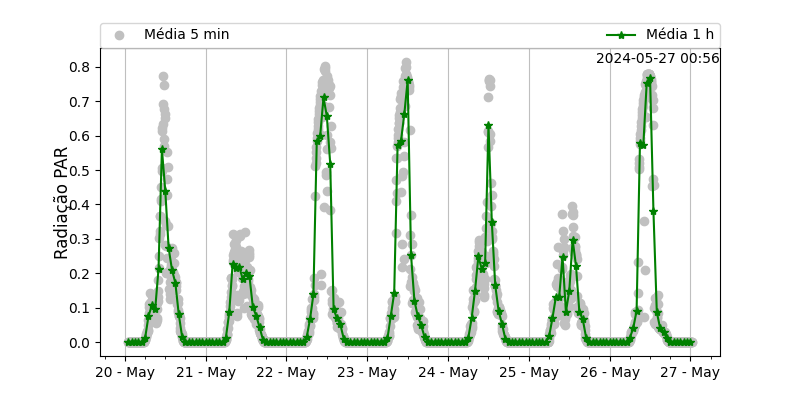 Média 5 min
Média 1 h
2024-05-27 00:56
Radiação PAR
0.8
0.7
0.6
0.5
0.4
0.3
0.2
0.1
0.0
20 - May
21 - May
22 - May
23 - May
24 - May
25 - May
26 - May
27 - May